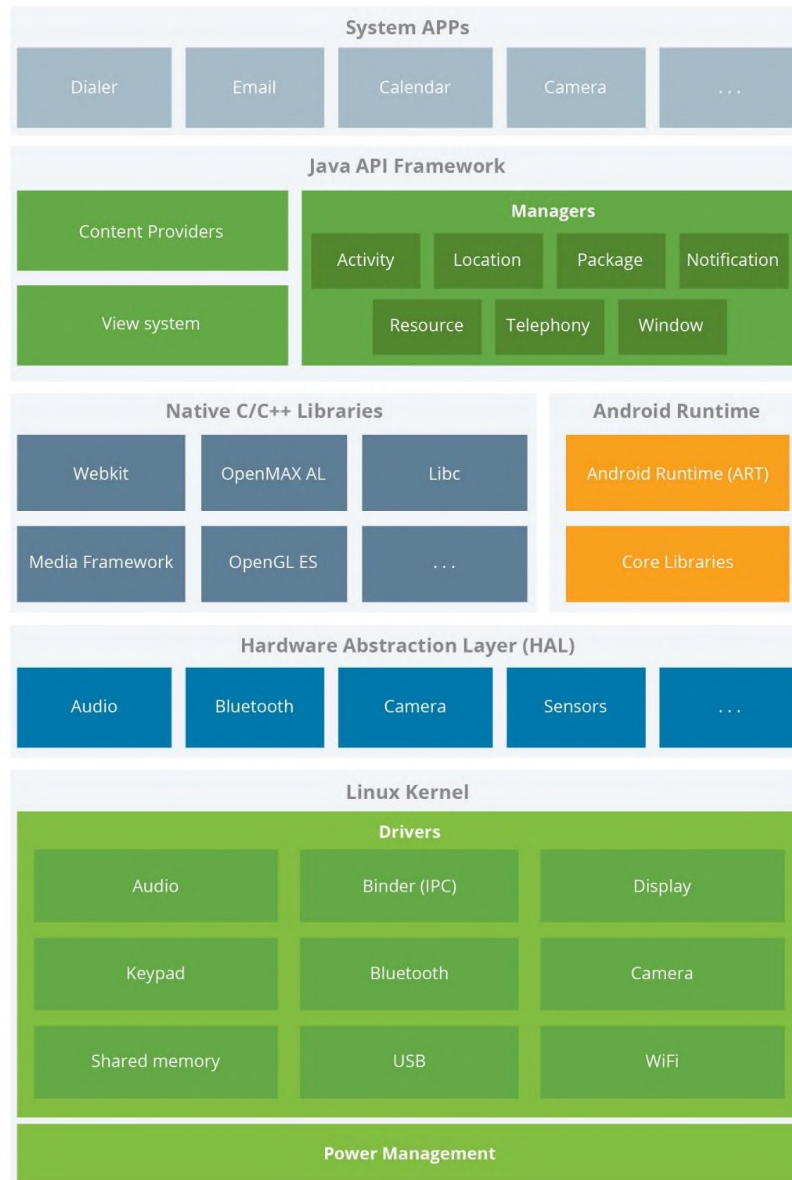 System APPs
Dialer
Email
Calendar
Camera
. . .
Java API Framework
Content Providers
View system
Managers
Activity
Location
Package
Notification
Resource
Telephony
Window
Native C/C++ Libraries
Webkit
OpenMAX AL
Libc
Media Framework
OpenGL ES
. . .
Android Runtime
Android Runtime (ART)
Core Libraries
Hardware Abstraction Layer (HAL)
Audio
Bluetooth
Camera
Sensors
. . .
Linux Kernel
Drivers
Audio
Binder (IPC)
Display
Keypad
Bluetooth
Camera
Shared memory
USB
WiFi
Power Management